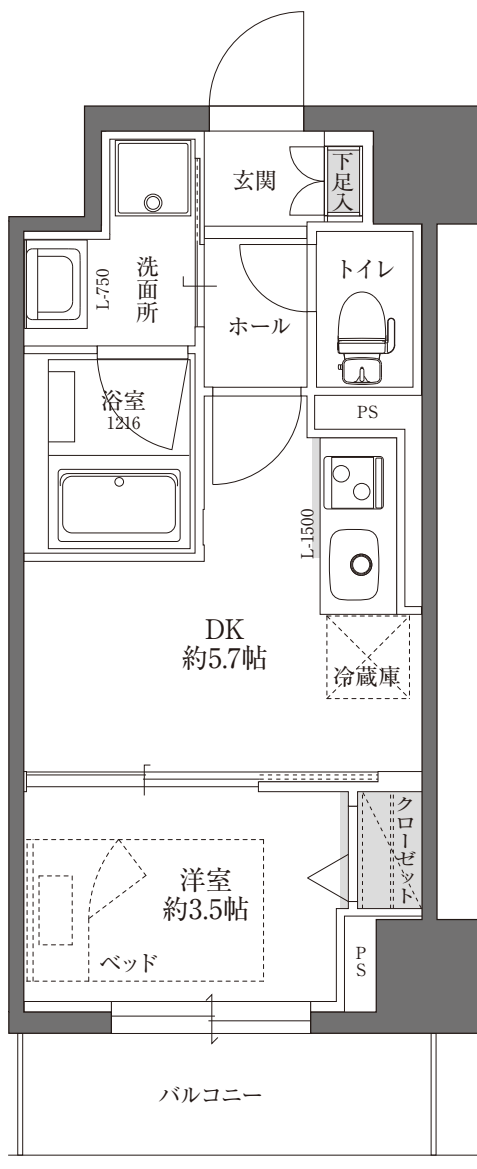 玄関
下足入
トイレ
洗面所
L-750
ホール
浴室
1216
PS
L-1500
DK
約5.7帖
冷蔵庫
クローゼット
洋室
約3.5帖
ベッド
PS
バルコニー